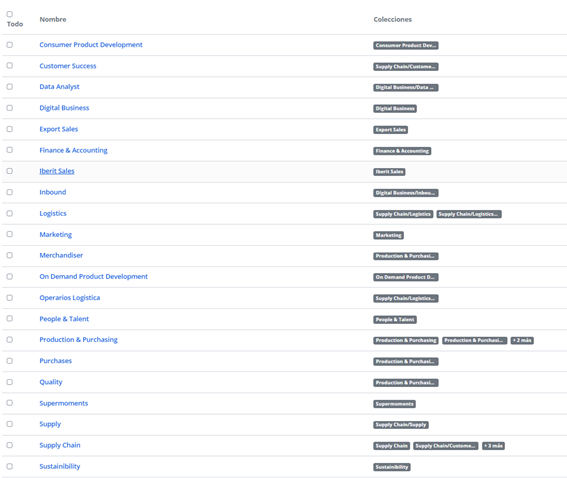 Todo Nombre Colecciones
Consumer Product Development Consumer Product Dev...
Customer Success Supply Chain/Custome...
Data Analyst Digital Business/Data ...
Digital Business Digital Business
Export Sales Export Sales
Finance & Accounting Finance & Accounting
Iberit Sales Iberit Sales
Inbound Digital Business/Inbou...
Logistics Supply Chain/Logistics Supply Chain/Logistics...
Marketing Marketing
Merchandiser Production & Purchasi...
On Demand Product Development On Demand Product D...
Operarios Logistica Supply Chain/Logistics...
People & Talent People & Talent
Production & Purchasing Production & Purchasing Production & Purchasi... + 2 más
Purchases Production & Purchasi...
Quality Production & Purchasi...
Supermoments Supermoments
Supply Supply Chain/Supply
Supply Chain Supply Chain Supply Chain/Custome... + 3 más
Sustainibility Sustainibility